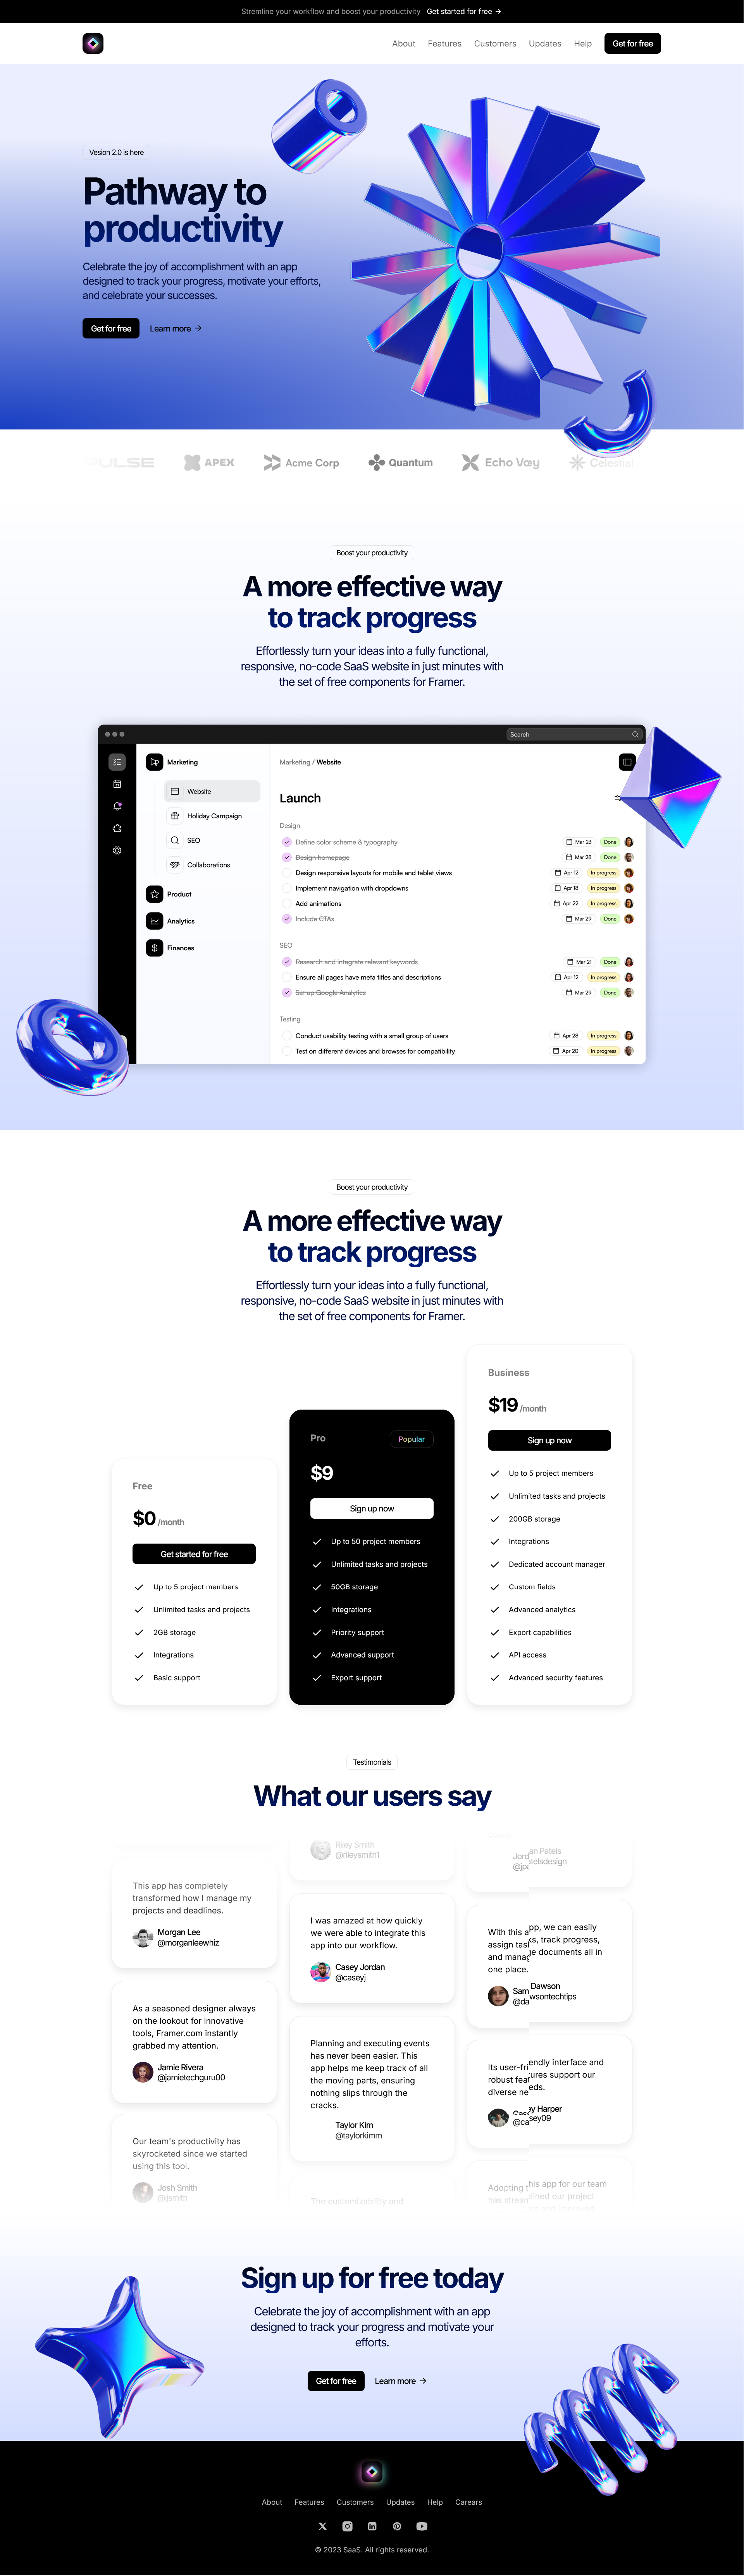 Stremline your workflow and boost your productivity Get started for free →
About Features Customers Updates Help Get for free
Vesion 2.0 is here
Pathway to
productivity
Celebrate the joy of accomplishment with an app
designed to track your progress, motivate your efforts,
and celebrate your successes.
Get for free Learn more →
PULSE APEX Acme Corp Quantum Echo Vay Celestial
Boost your productivity
A more effective way
to track progress
Effortlessly turn your ideas into a fully functional,
responsive, no-code SaaS website in just minutes with
the set of free components for Framer.
Search
Marketing
Website
Holiday Campaign
SEO
Collaborations
Product
Analytics
Finances
Marketing / Website
Launch
Design
Define color scheme & typography Mar 23 Done
Design homepage Mar 28 Done
Design responsive layouts for mobile and tablet views Apr 12 In progress
Implement navigation with dropdowns Apr 18 In progress
Add animations Apr 22 In progress
Include CTAs Mar 29 Done
SEO
Research and integrate relevant keywords Mar 21 Done
Ensure all pages have meta titles and descriptions Apr 12 In progress
Set up Google Analytics Mar 29 Done
Testing
Conduct usability testing with a small group of users Apr 28 In progress
Test on different devices and browses for compatibility Apr 20 In progress
Boost your productivity
A more effective way
to track progress
Effortlessly turn your ideas into a fully functional,
responsive, no-code SaaS website in just minutes with
the set of free components for Framer.
Free
$0 /month
Get started for free
Up to 5 project members
Unlimited tasks and projects
2GB storage
Integrations
Basic support
Pro Popular
$9
Sign up now
Up to 50 project members
Unlimited tasks and projects
50GB storage
Integrations
Priority support
Advanced support
Export support
Business
$19 /month
Sign up now
Up to 5 project members
Unlimited tasks and projects
200GB storage
Integrations
Dedicated account manager
Custom fields
Advanced analytics
Export capabilities
API access
Advanced security features
Testimonials
What our users say
This app has completely
transformed how I manage my
projects and deadlines.
Morgan Lee
@morganleewhiz
As a seasoned designer always
on the lookout for innovative
tools, Framer.com instantly
grabbed my attention.
Jamie Rivera
@jamietechguru00
Our team's productivity has
skyrocketed since we started
using this tool.
Josh Smith
@jjsmith
Riley Smith
@rileysmith1
I was amazed at how quickly
we were able to integrate this
app into our workflow.
Casey Jordan
@caseyj
Planning and executing events
has never been easier. This
app helps me keep track of all
the moving parts, ensuring
nothing slips through the
cracks.
Taylor Kim
@taylorkimm
The customizability and
Jordan Patels
@jpatelsdesign
With this app, we can easily
assign tasks, track progress,
and manage documents all in
one place.
Sam Dawson
@dawsontechtips
Its user-friendly interface and
robust features support our
diverse needs.
Casey Harper
@casey09
Adopting this app for our team
has streamlined our project
Sign up for free today
Celebrate the joy of accomplishment with an app
designed to track your progress and motivate your
efforts.
Get for free Learn more →
About Features Customers Updates Help Carears
© 2023 SaaS. All rights reserved.